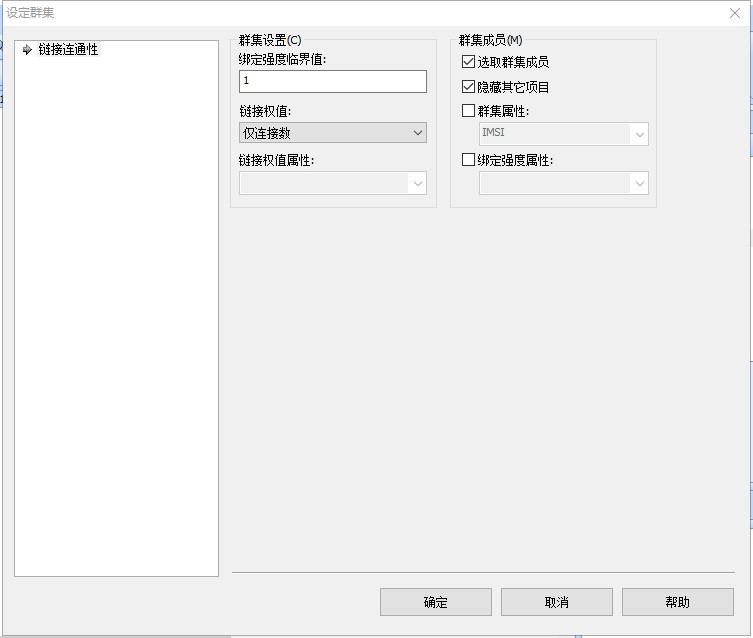 设定群集
链接连通性
群集设置(C)
绑定强度临界值:
1
链接权值:
仅连接数
链接权值属性:
群集成员(M)
选取群集成员
隐藏其它项目
群集属性:
IMSI
绑定强度属性:
确定
取消
帮助